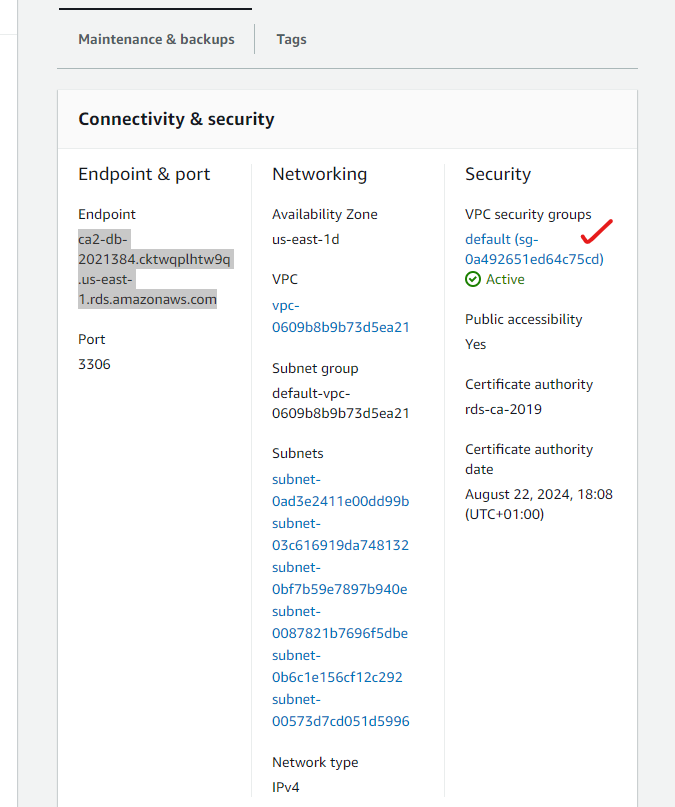 Maintenance & backups
Tags
Connectivity & security
Endpoint & port
Endpoint
ca2-db-
2021384.cktwqplhtw9q
.us-east-
1.rds.amazonaws.com
Port
3306
Networking
Availability Zone
us-east-1d
VPC
vpc-
0609b8b9b73d5ea21
Subnet group
default-vpc-
0609b8b9b73d5ea21
Subnets
subnet-
0ad3e2411e00dd99b
subnet-
03c616919da748132
subnet-
0bf7b59e7897b940e
subnet-
0087821b7696f5dbe
subnet-
0b6c1e156cf12c292
subnet-
00573d7cd051d5996
Network type
IPv4
Security
VPC security groups
default (sg-
0a492651ed64c75cd)
Active
Public accessibility
Yes
Certificate authority
rds-ca-2019
Certificate authority
date
August 22, 2024, 18:08
(UTC+01:00)